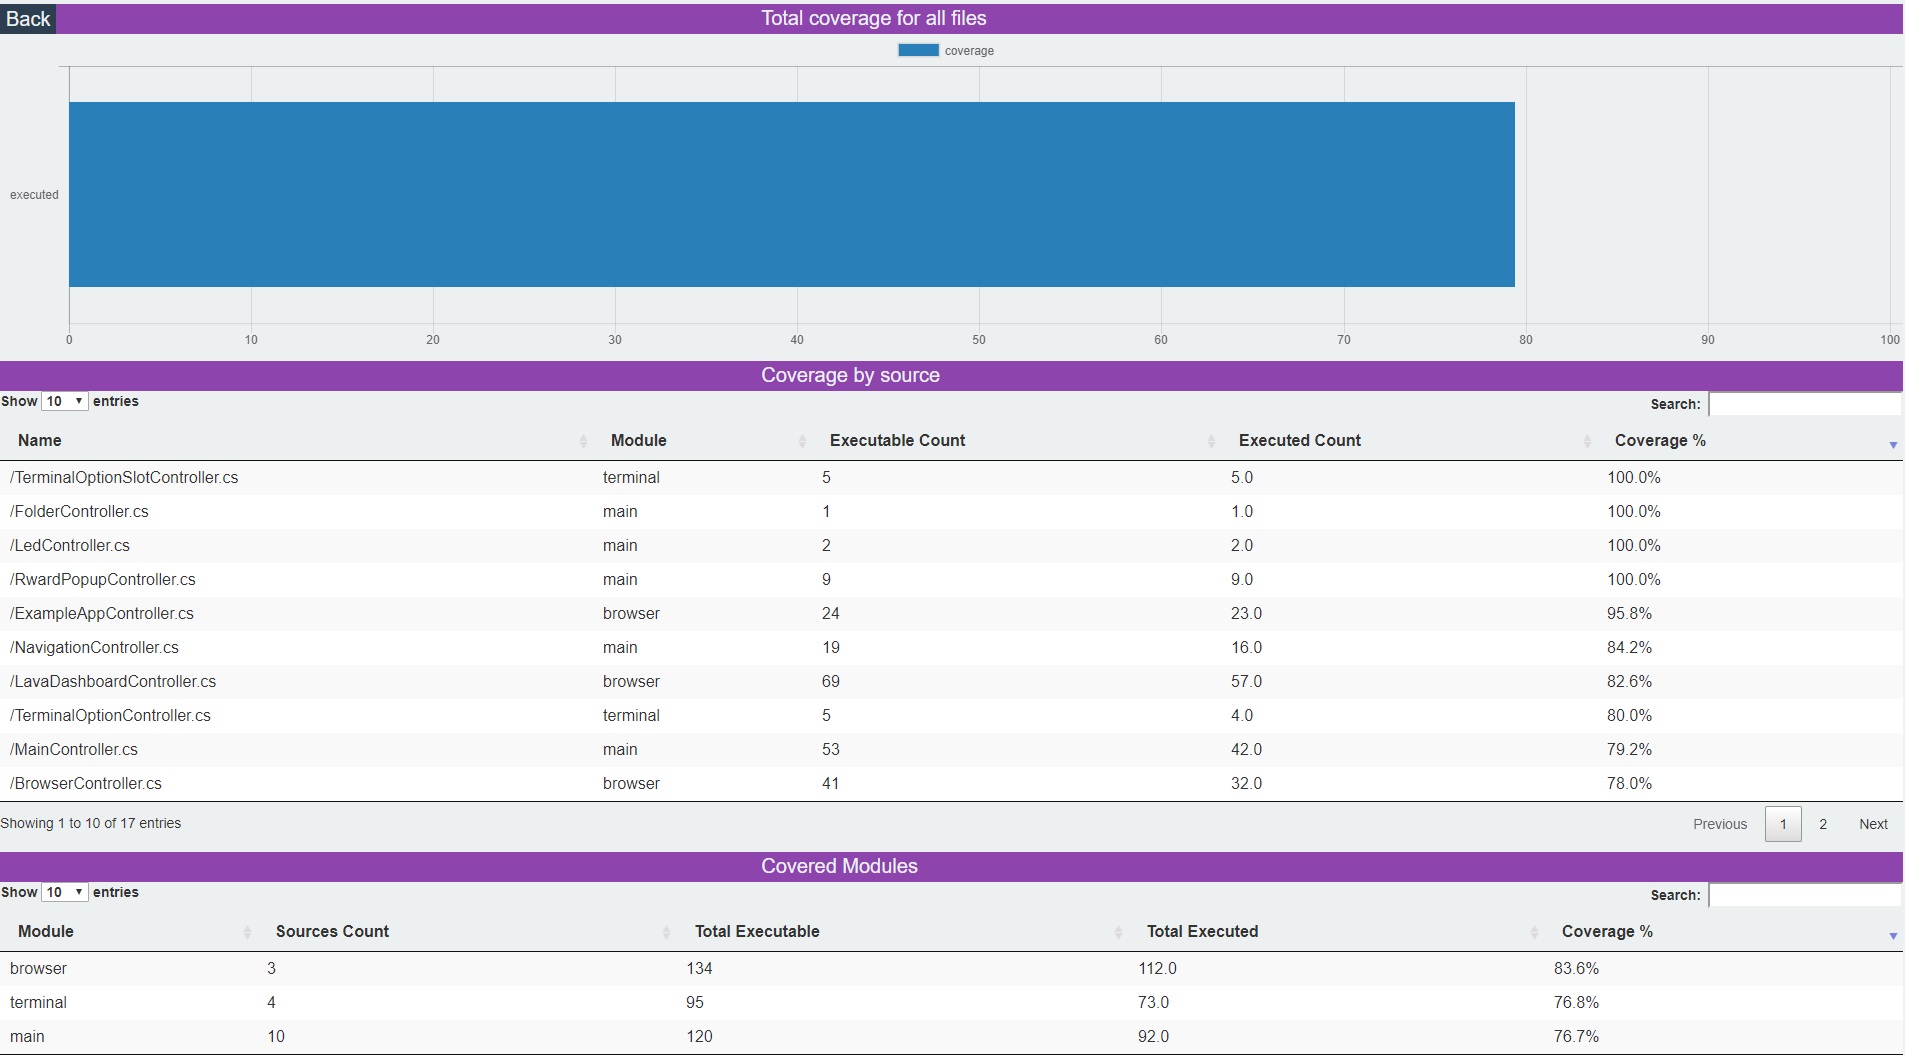 Back Total coverage for all files
coverage
executed
0 10 20 30 40 50 60 70 80 90 100
Coverage by source
Show 10 entries Search:
Name Module Executable Count Executed Count Coverage %
/TerminalOptionSlotController.cs terminal 5 5.0 100.0%
/FolderController.cs main 1 1.0 100.0%
/LedController.cs main 2 2.0 100.0%
/RwardPopupController.cs main 9 9.0 100.0%
/ExampleAppController.cs browser 24 23.0 95.8%
/NavigationController.cs main 19 16.0 84.2%
/LavaDashboardController.cs browser 69 57.0 82.6%
/TerminalOptionController.cs terminal 5 4.0 80.0%
/MainController.cs main 53 42.0 79.2%
/BrowserController.cs browser 41 32.0 78.0%
Showing 1 to 10 of 17 entries Previous 1 2 Next
Covered Modules
Show 10 entries Search:
Module Sources Count Total Executable Total Executed Coverage %
browser 3 134 112.0 83.6%
terminal 4 95 73.0 76.8%
main 10 120 92.0 76.7%